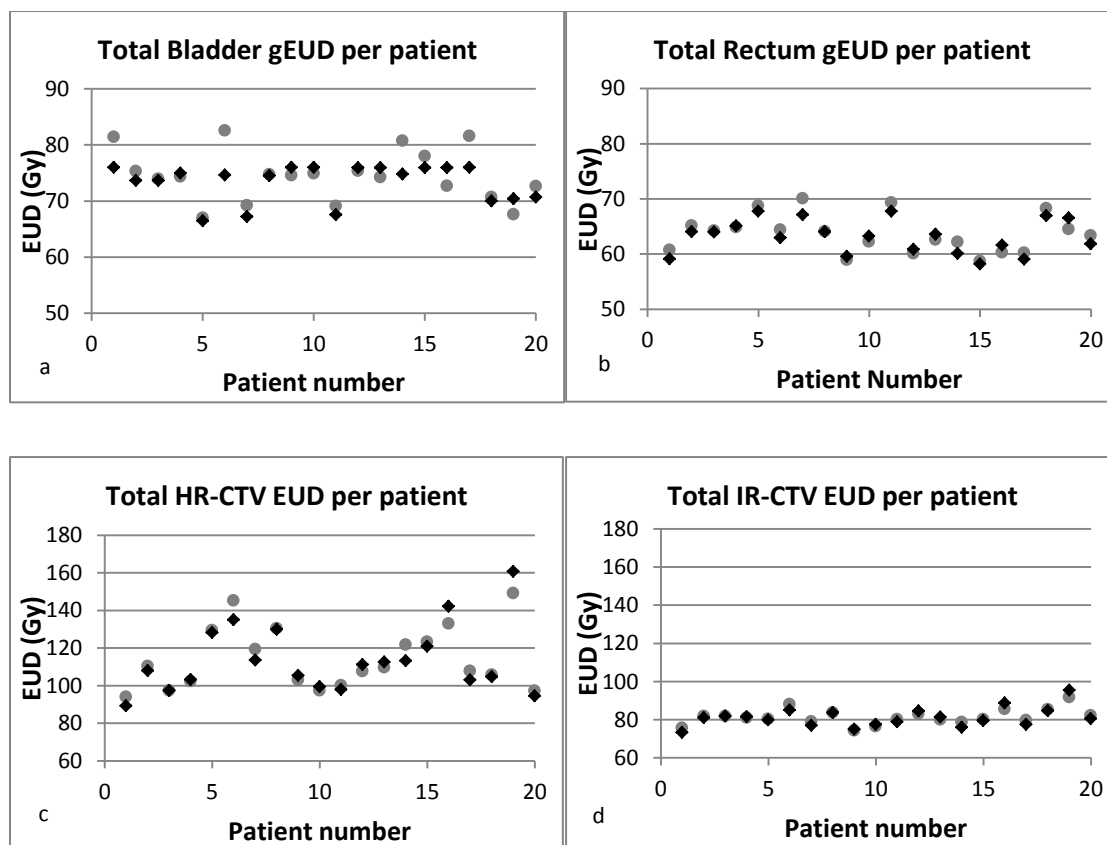 Total Bladder gEUD per patient
EUD (Gy)
90
80
70
60
50
0 5 10 15 20
Patient number
a
Total Rectum gEUD per patient
EUD (Gy)
90
80
70
60
50
0 5 10 15 20
Patient Number
b
Total HR-CTV EUD per patient
EUD (Gy)
180
160
140
120
100
80
60
0 5 10 15 20
Patient number
c
Total IR-CTV EUD per patient
EUD (Gy)
180
160
140
120
100
80
60
0 5 10 15 20
Patient number
d